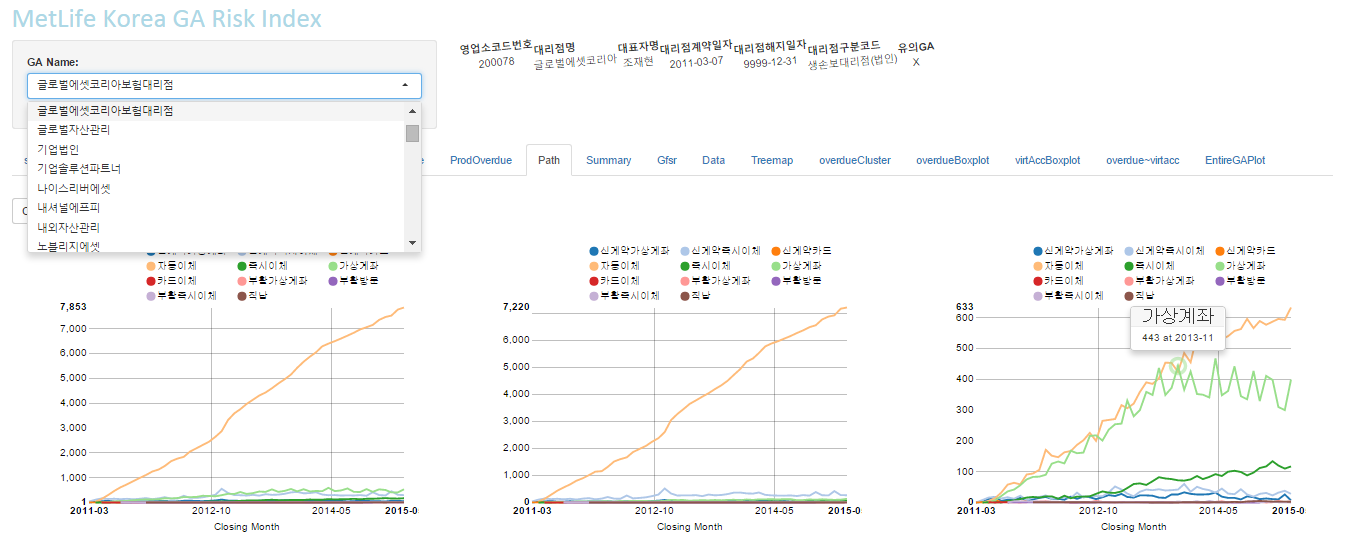 MetLife Korea GA Risk Index
영업소코드번호 대리점명 대표자명 대리점계약일자 대리점해지일자 대리점구분코드 유의GA
200078 글로벌에셋코리아 조재현 2011-03-07 9999-12-31 생손보대리점(법인) X
GA Name:
글로벌에셋코리아보험대리점
글로벌에셋코리아보험대리점
글로벌자산관리
기업법인
기업솔루션파트너
나이스리버에셋
내셔널에프피
내외자산관리
노블리지에셋
ProdOverdue Path Summary Gfsr Data Treemap overdueCluster overdueBoxplot virtAccBoxplot overdue~virtacc EntireGAPlot
자동이체 즉시이체 가상계좌
카드이체 부활가상계좌 부활방문
부활즉시이체 직납
7,853
7,000
6,000
5,000
4,000
3,000
2,000
1,000
1
2011-03 2012-10 2014-05 2015-0
Closing Month
신계약가상계좌 신계약즉시이체 신계약카드
자동이체 즉시이체 가상계좌
카드이체 부활가상계좌 부활방문
부활즉시이체 직납
7,220
6,000
5,000
4,000
3,000
2,000
1,000
0
2011-03 2012-10 2014-05 2015-0
Closing Month
신계약가상계좌 신계약즉시이체 신계약카드
자동이체 즉시이체 가상계좌
카드이체 부활가상계좌 부활방문
부활즉시이체 직납
가상계좌
443 at 2013-11
633
600
500
400
300
200
100
0
2011-03 2012-10 2014-05 2015-0
Closing Month